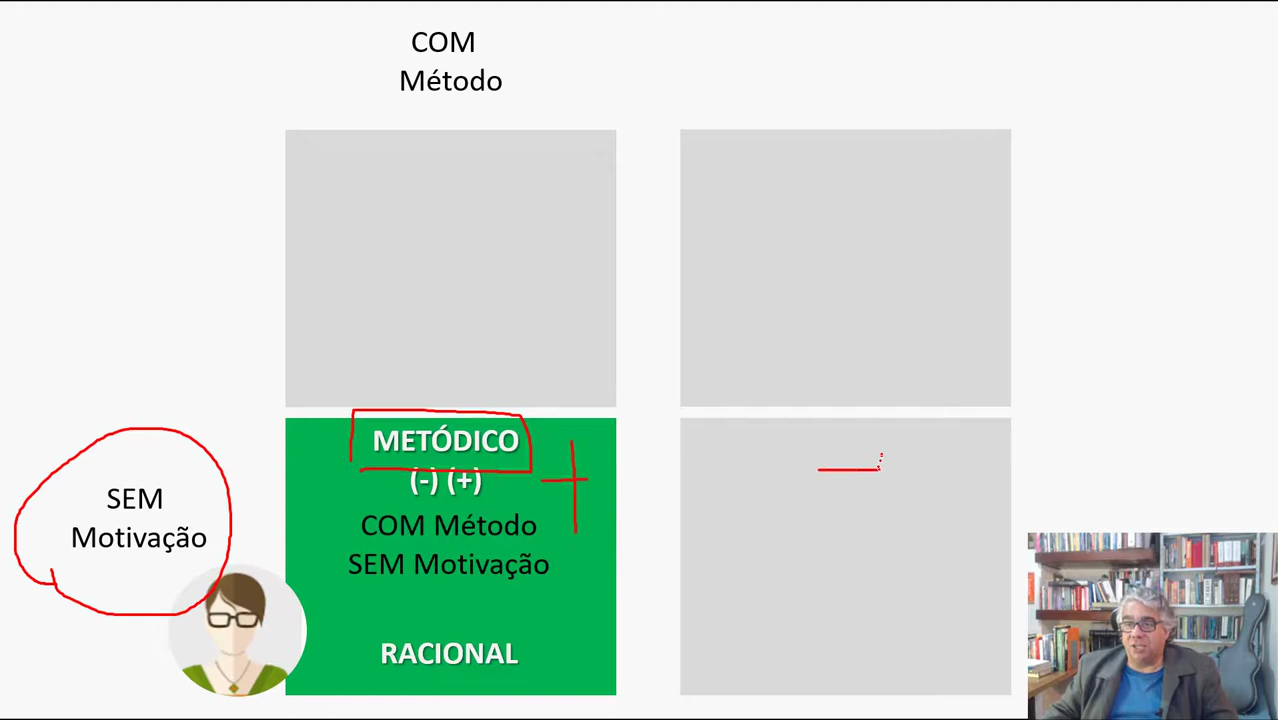 COM
Método
SEM
Motivação
METÓDICO
(-) (+)
COM Método
SEM Motivação
RACIONAL